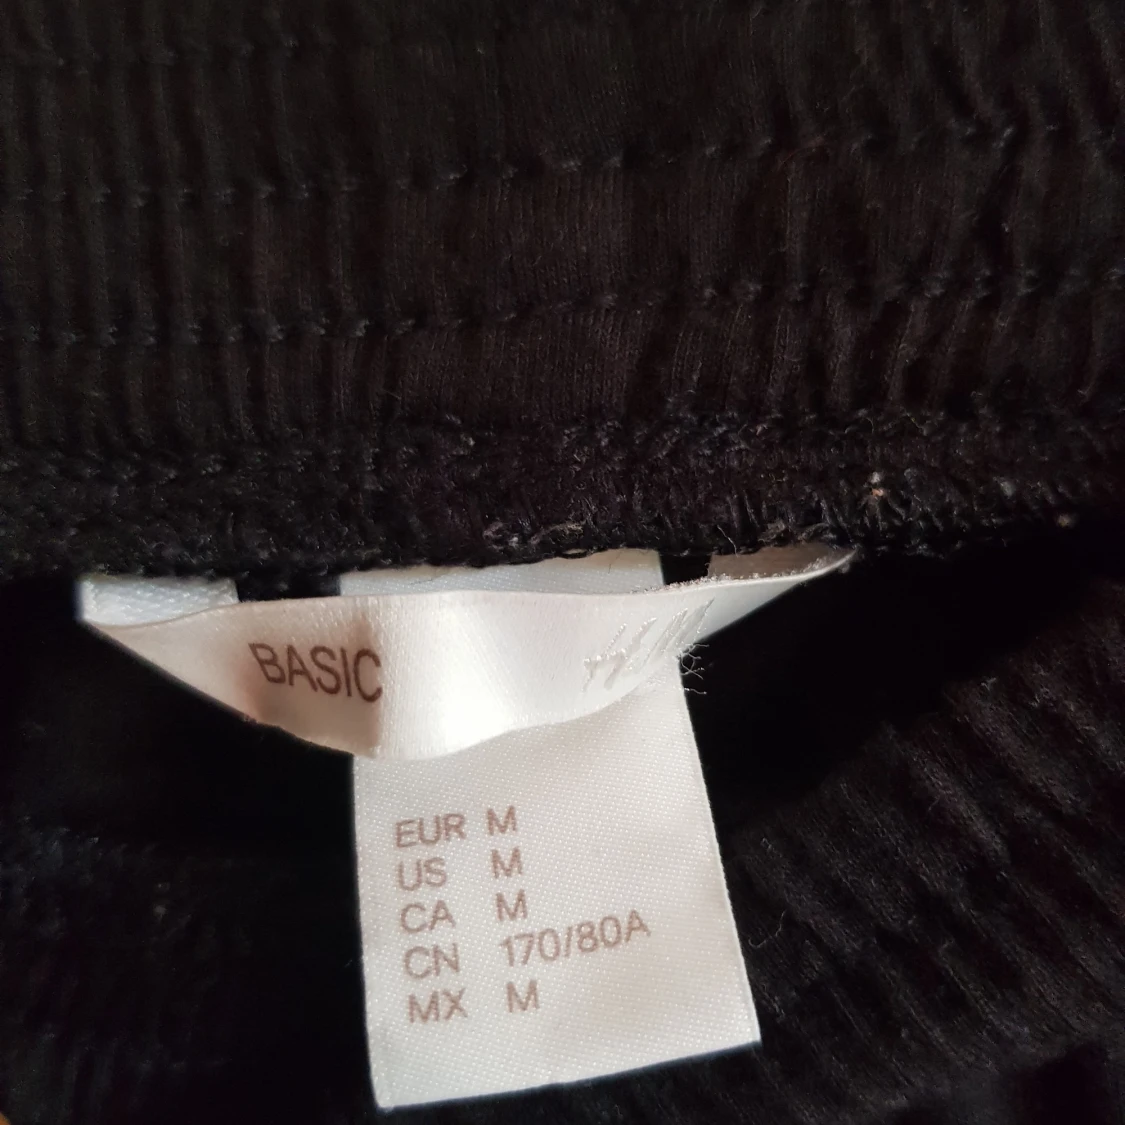 BASIC
H&M
EUR M
US M
CA M
CN 170/80A
MX M